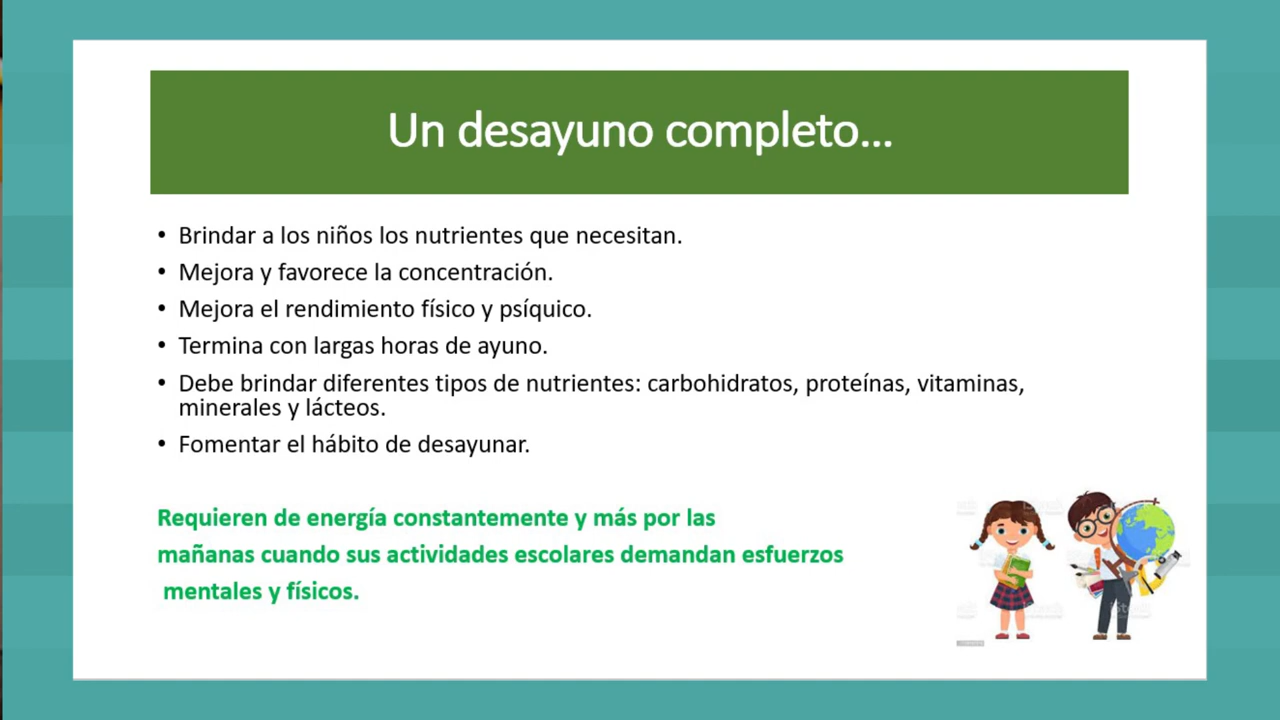 Un desayuno completo...
• Brindar a los niños los nutrientes que necesitan.
• Mejora y favorece la concentración.
• Mejora el rendimiento físico y psíquico.
• Termina con largas horas de ayuno.
• Debe brindar diferentes tipos de nutrientes: carbohidratos, proteínas, vitaminas,
minerales y lácteos.
• Fomentar el hábito de desayunar.
Requieren de energía constantemente y más por las
mañanas cuando sus actividades escolares demandan esfuerzos
mentales y físicos.